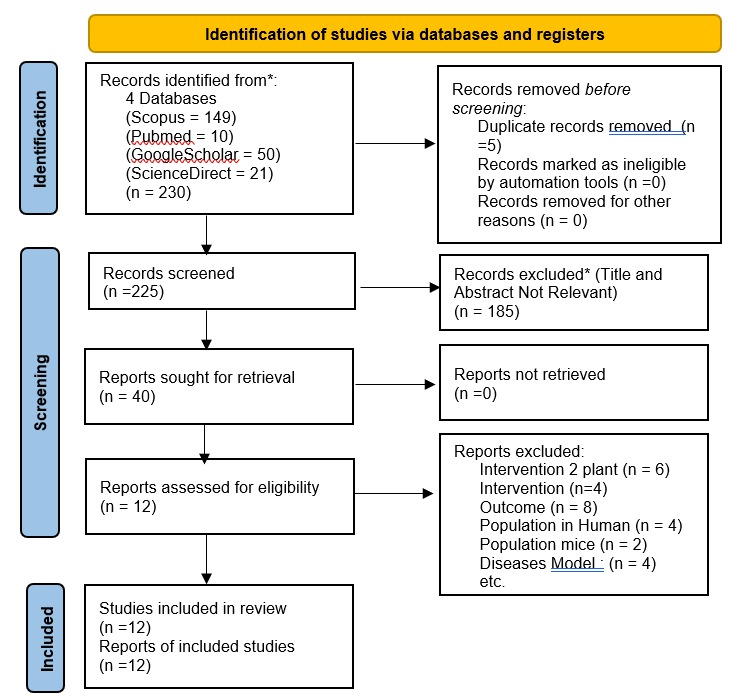 Identification of studies via databases and registers
Identification
Records identified from*:
4 Databases
(Scopus = 149)
(Pubmed = 10)
(GoogleScholar = 50)
(ScienceDirect = 21)
(n = 230)
Records removed before
screening:
Duplicate records removed (n
=5)
Records marked as ineligible
by automation tools (n =0)
Records removed for other
reasons (n = 0)
Screening
Records screened
(n =225)
Records excluded* (Title and
Abstract Not Relevant)
(n = 185)
Reports sought for retrieval
(n = 40)
Reports not retrieved
(n =0)
Reports assessed for eligibility
(n = 12)
Reports excluded:
Intervention 2 plant (n = 6)
Intervention (n=4)
Outcome (n = 8)
Population in Human (n = 4)
Population mice (n = 2)
Diseases Model : (n = 4)
etc.
Included
Studies included in review
(n =12)
Reports of included studies
(n =12)